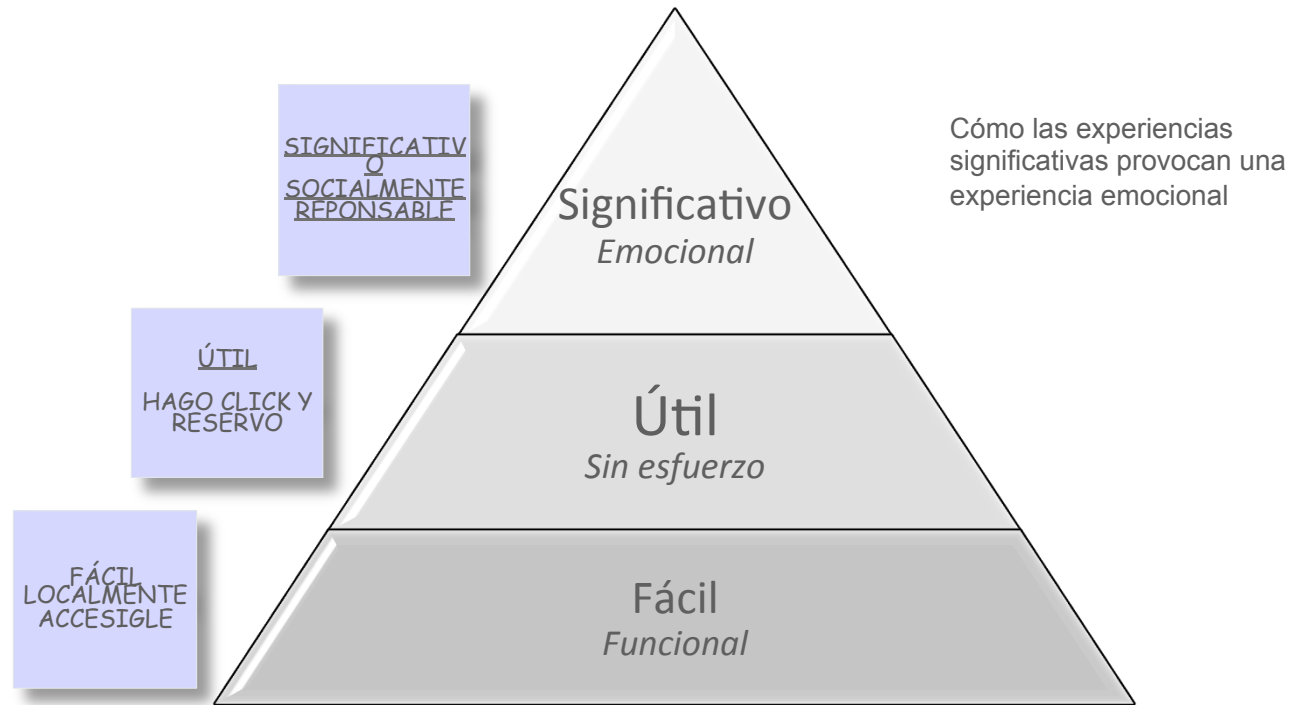 SIGNIFICATIV
O
SOCIALMENTE
REPONSABLE
Cómo las experiencias
significativas provocan una
experiencia emocional
Significativo
Emocional
ÚTIL
HAGO CLICK Y
RESERVO
Útil
Sin esfuerzo
FÁCIL
LOCALMENTE
ACCESIGLE
Fácil
Funcional